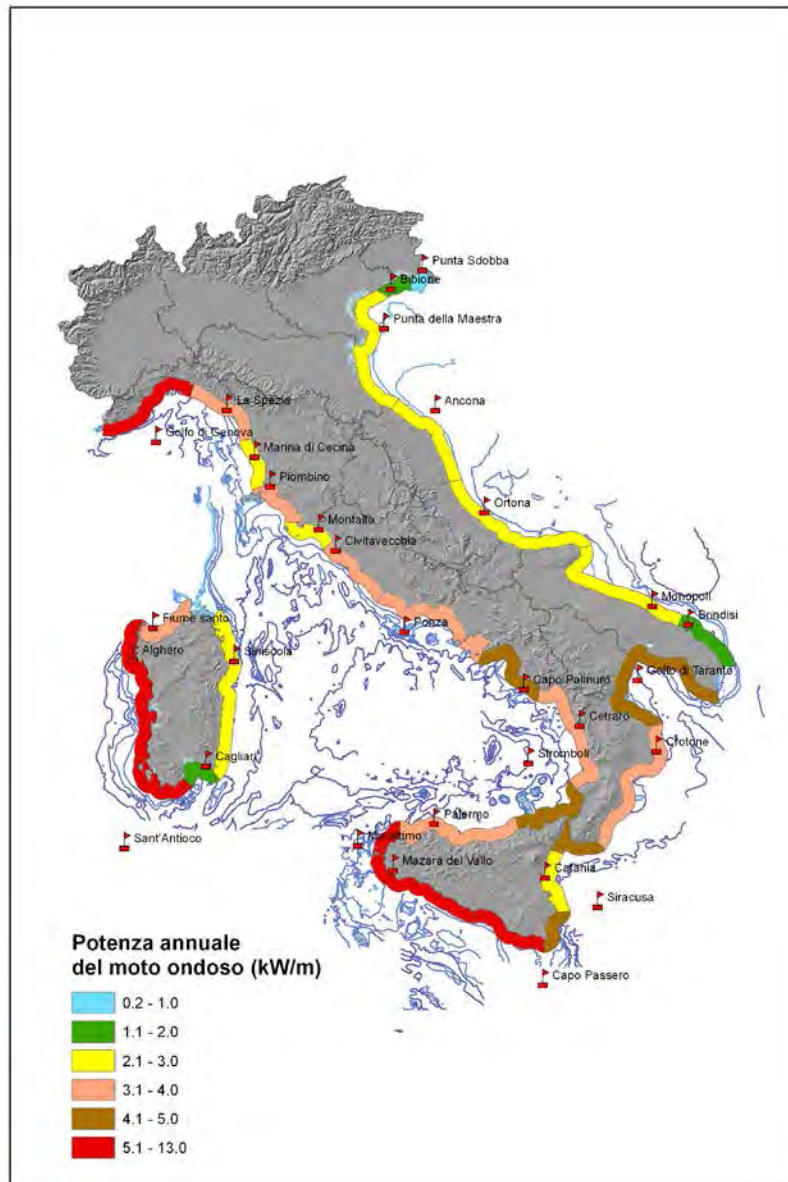 Punta Sdobba
Bibione
Punta della Maestra
La Spezia
Ancona
Golfo di Genova
Marina di Cecina
Piombino
Ortona
Montalto
Civitavecchia
Monopoli
Fiume santo
Ponza
Brindisi
Alghero
Siniscola
Golfo di Taranto
Capo Palinuro
Cetraro
Crotone
Cagliari
Stromboli
Palermo
Sant'Antioco
Mazara del Vallo
Catania
Siracusa
Capo Passero
Potenza annuale
del moto ondoso (kW/m)
0.2 - 1.0
1.1 - 2.0
2.1 - 3.0
3.1 - 4.0
4.1 - 5.0
5.1 - 13.0